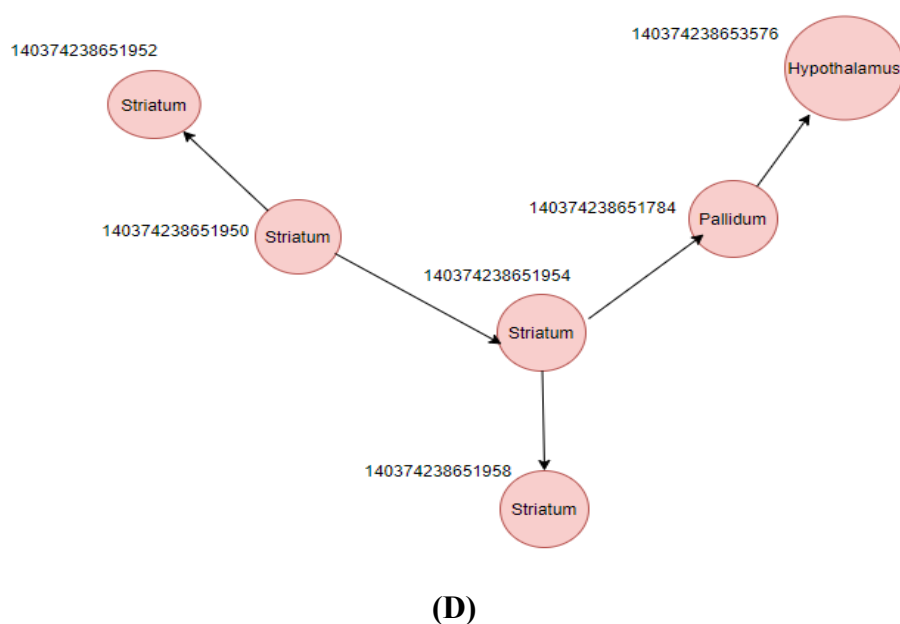 140374238653576
140374238651952
Hypothalamus
Striatum
140374238651784
Pallidum
140374238651950
Striatum
140374238651954
Striatum
140374238651958
Striatum
(D)